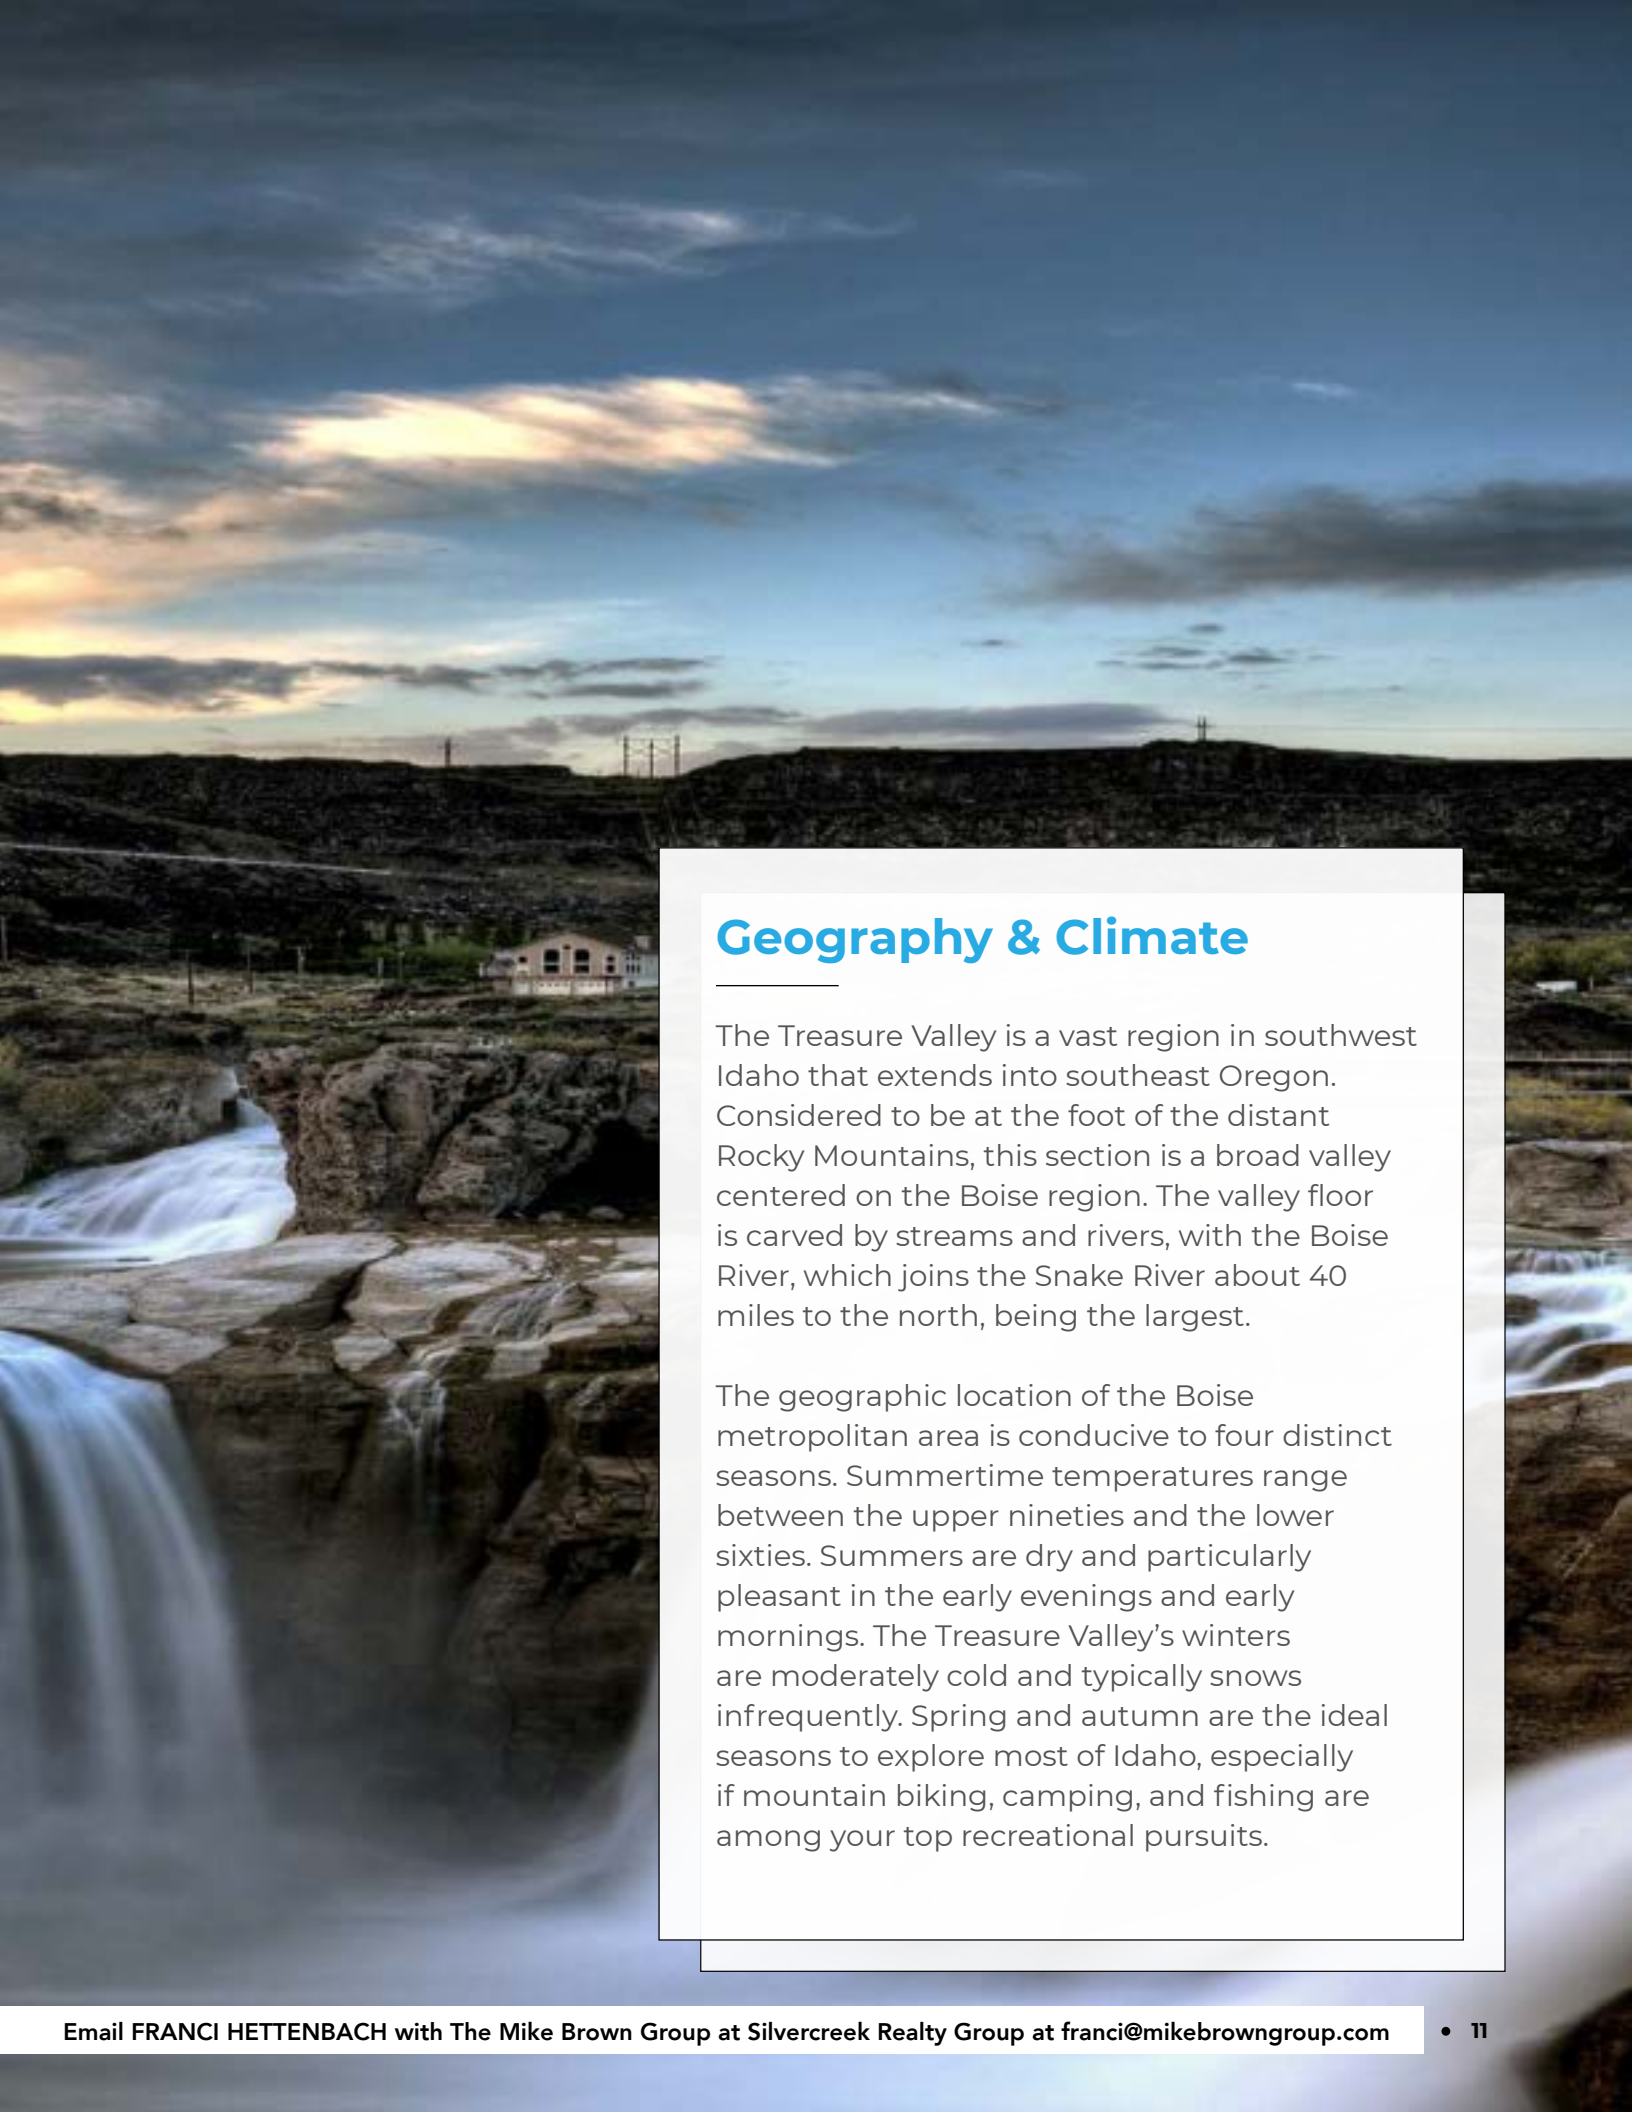 Geography & Climate
The Treasure Valley is a vast region in southwest
Idaho that extends into southeast Oregon.
Considered to be at the foot of the distant
Rocky Mountains, this section is a broad valley
centered on the Boise region. The valley floor
is carved by streams and rivers, with the Boise
River, which joins the Snake River about 40
miles to the north, being the largest.
The geographic location of the Boise
metropolitan area is conducive to four distinct
seasons. Summertime temperatures range
between the upper nineties and the lower
sixties. Summers are dry and particularly
pleasant in the early evenings and early
mornings. The Treasure Valley’s winters
are moderately cold and typically snows
infrequently. Spring and autumn are the ideal
seasons to explore most of Idaho, especially
if mountain biking, camping, and fishing are
among your top recreational pursuits.
Email FRANCI HETTENBACH with The Mike Brown Group at Silvercreek Realty Group at franci@mikebrowngroup.com • 11